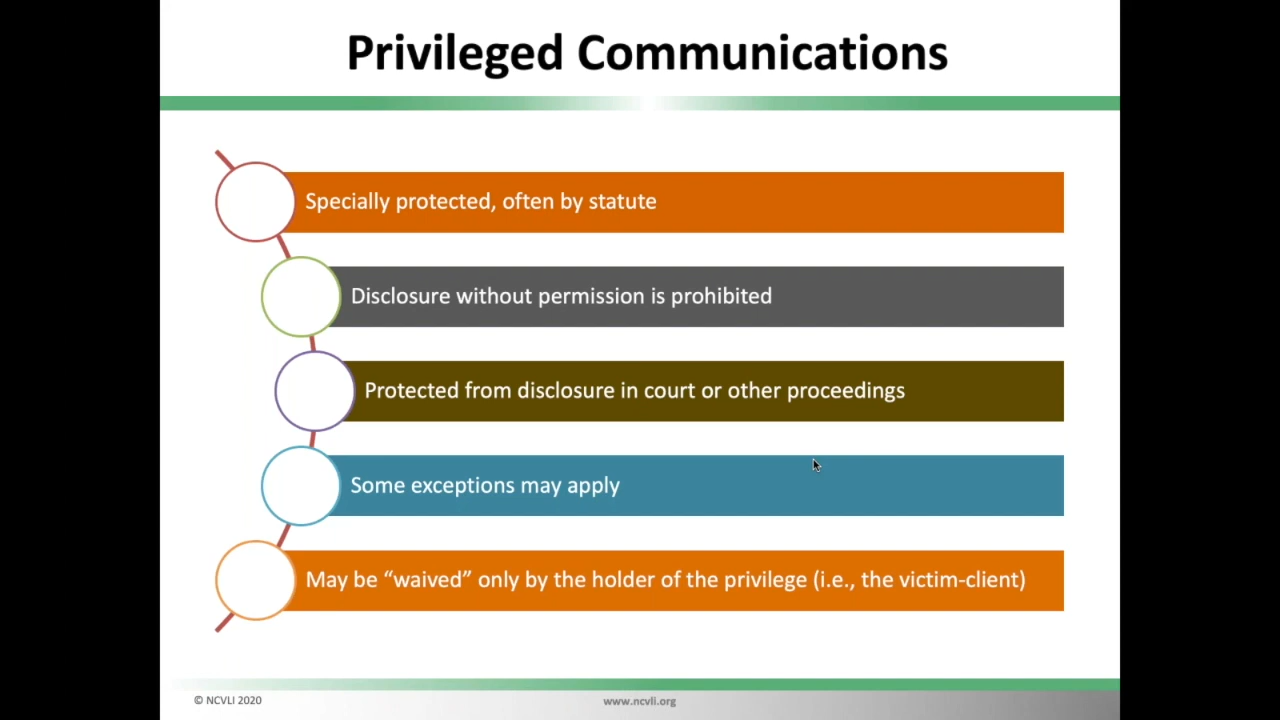 Privileged Communications
Specially protected, often by statute
Disclosure without permission is prohibited
Protected from disclosure in court or other proceedings
Some exceptions may apply
May be “waived” only by the holder of the privilege (i.e., the victim-client)
© NCVLI 2020
www.ncvli.org